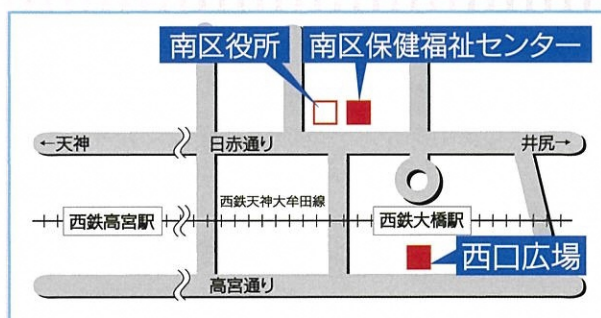 南区役所
南区保健福祉センター
←天神
日赤通り
井尻→
西鉄天神大牟田線
西鉄高宮駅
西鉄大橋駅
西口広場
高宮通り